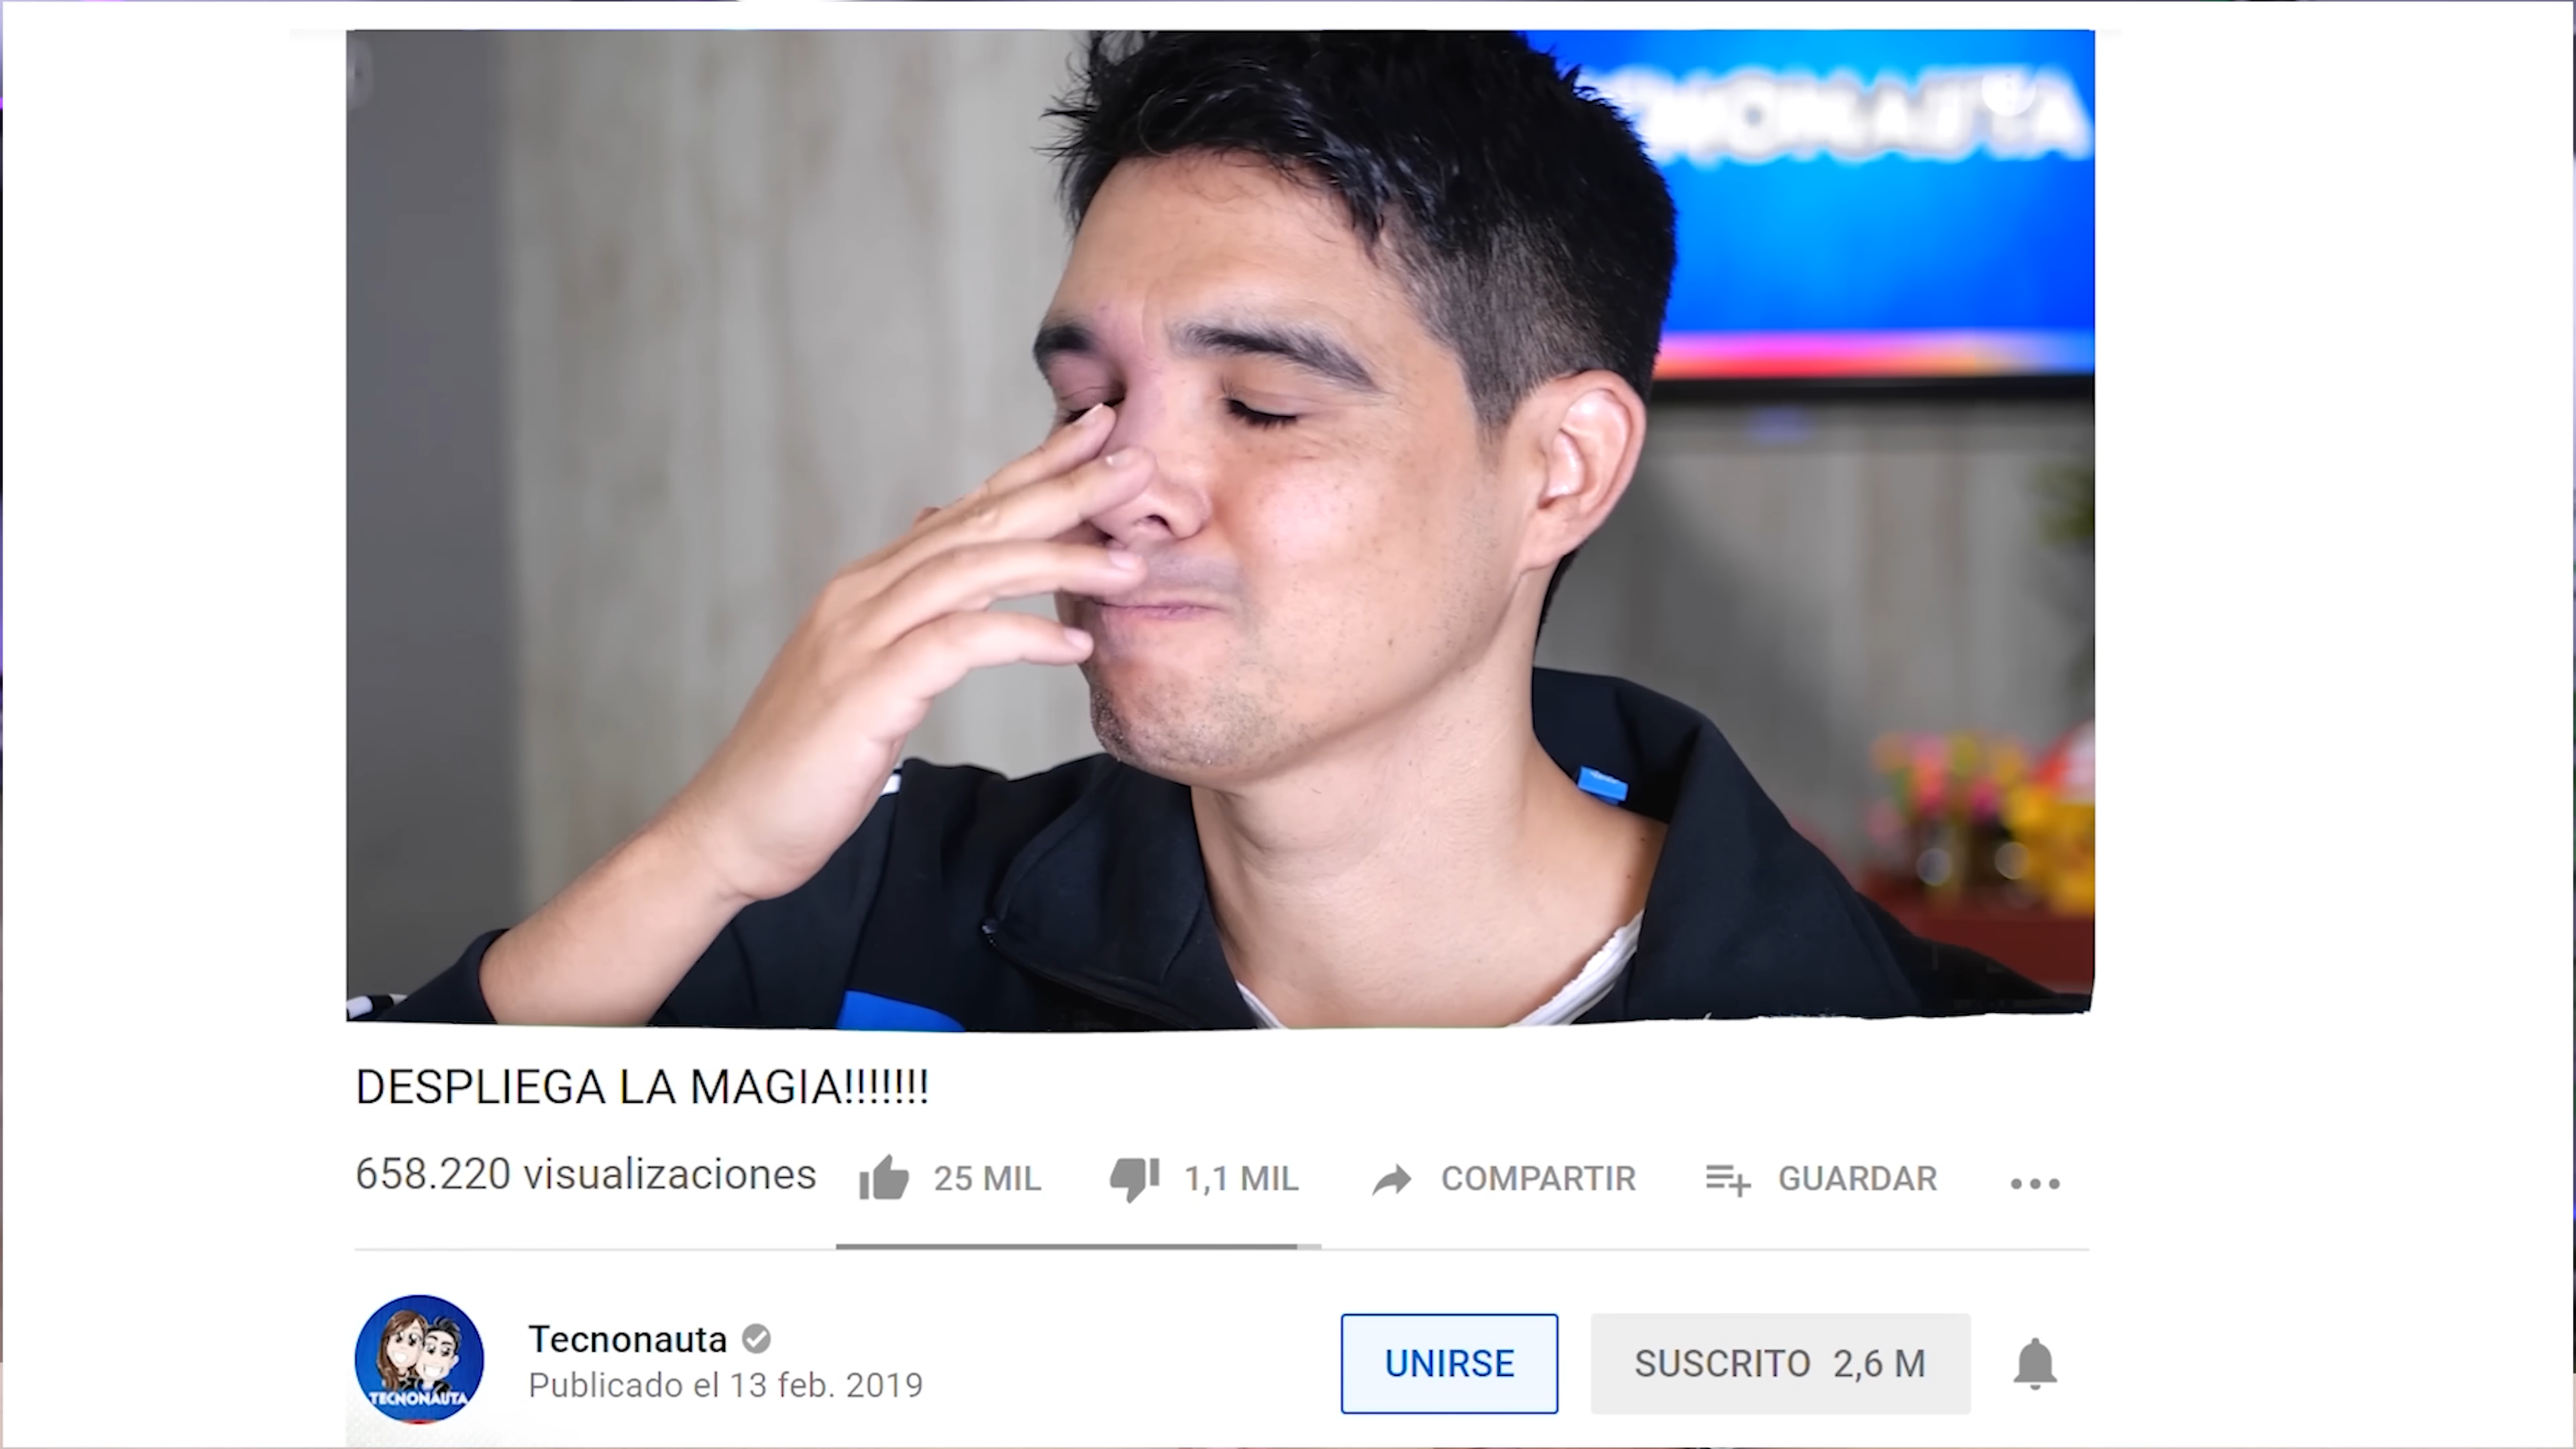 TECNONAUTA
DESPLIEGA LA MAGIA!!!!!!!
658.220 visualizaciones 25 MIL 1,1 MIL COMPARTIR GUARDAR
Tecnonauta
Publicado el 13 feb. 2019
UNIRSE SUSCRITO 2,6 M
TECNONAUTA